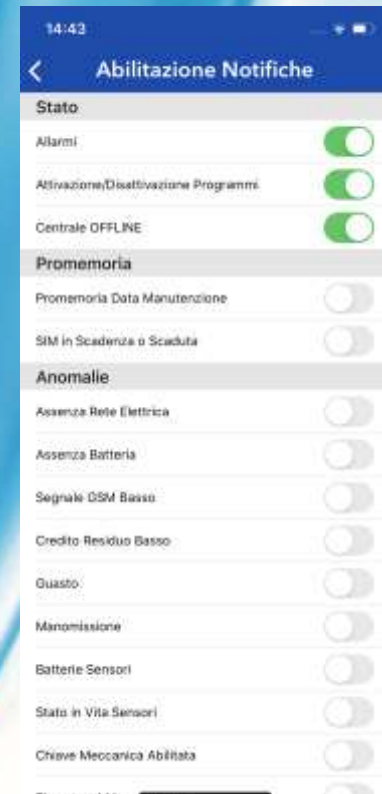 14:43
Abilitazione Notifiche
Stato
Allarmi
Attivazione/Disattivazione Programmi
Centrale OFFLINE
Promemoria
Promemoria Data Manutenzione
SIM in Scadenza o Scaduta
Anomalie
Assenza Rete Elettrica
Assenza Batteria
Segnale GSM Basso
Credito Residuo Basso
Guasto
Manomissione
Batterie Sensori
Stato in Vita Sensori
Chiave Meccanica Abilitata